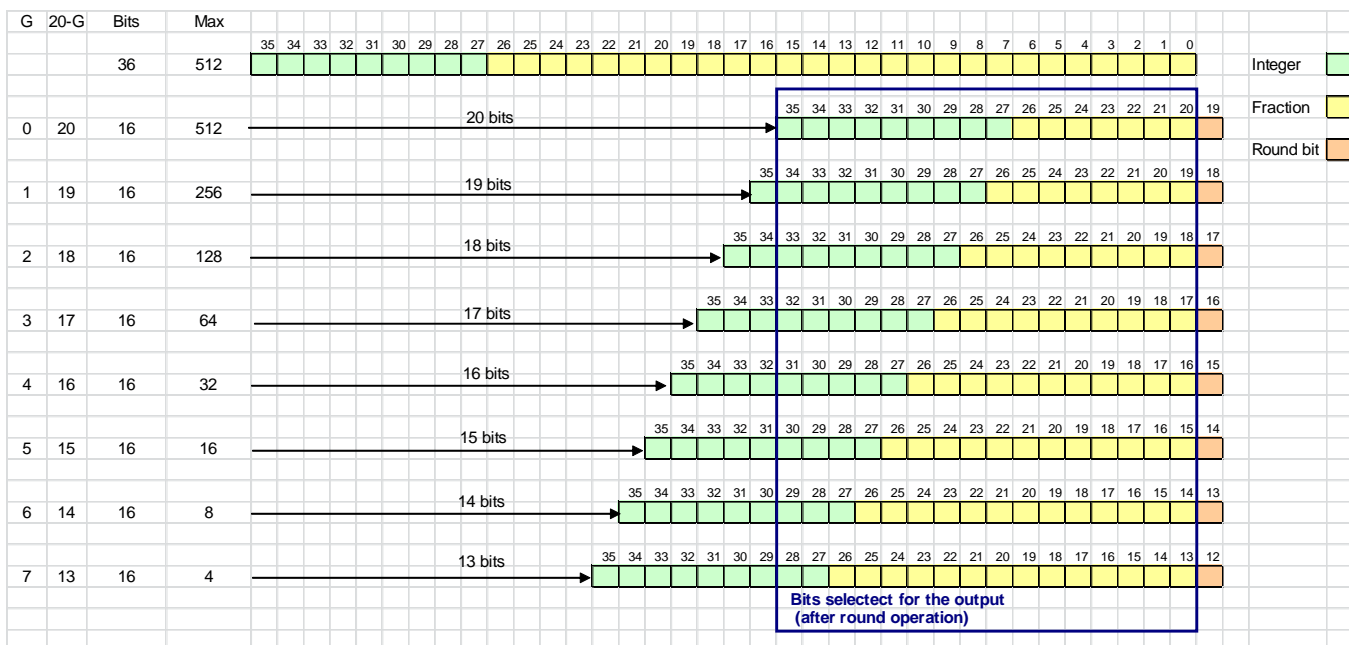 G 20-G Bits Max
35 34 33 32 31 30 29 28 27 26 25 24 23 22 21 20 19 18 17 16 15 14 13 12 11 10 9 8 7 6 5 4 3 2 1 0
36 512
Integer
35 34 33 32 31 30 29 28 27 26 25 24 23 22 21 20 19
Fraction
0 20 16 512 20 bits
Round bit
35 34 33 32 31 30 29 28 27 26 25 24 23 22 21 20 19 18
1 19 16 256 19 bits
35 34 33 32 31 30 29 28 27 26 25 24 23 22 21 20 19 18 17
2 18 16 128 18 bits
35 34 33 32 31 30 29 28 27 26 25 24 23 22 21 20 19 18 17 16
3 17 16 64 17 bits
35 34 33 32 31 30 29 28 27 26 25 24 23 22 21 20 19 18 17 16 15
4 16 16 32 16 bits
35 34 33 32 31 30 29 28 27 26 25 24 23 22 21 20 19 18 17 16 15 14
5 15 16 16 15 bits
35 34 33 32 31 30 29 28 27 26 25 24 23 22 21 20 19 18 17 16 15 14 13
6 14 16 8 14 bits
35 34 33 32 31 30 29 28 27 26 25 24 23 22 21 20 19 18 17 16 15 14 13 12
7 13 16 4 13 bits
Bits selectect for the output
(after round operation)